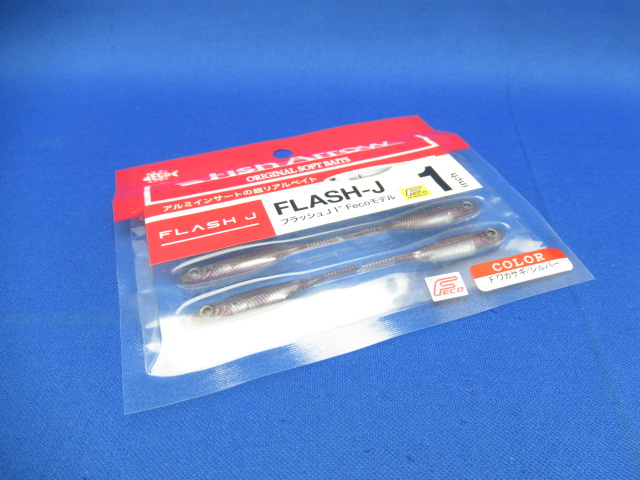 Fish Arrow
ORIGINAL SOFT BAITS
アルミインサートの超リアルベイト
FLASH J
FLASH-J
フラッシュJ 1" Fecoモデル
1
Feco
COLOR
F ワカサギ/シルバー